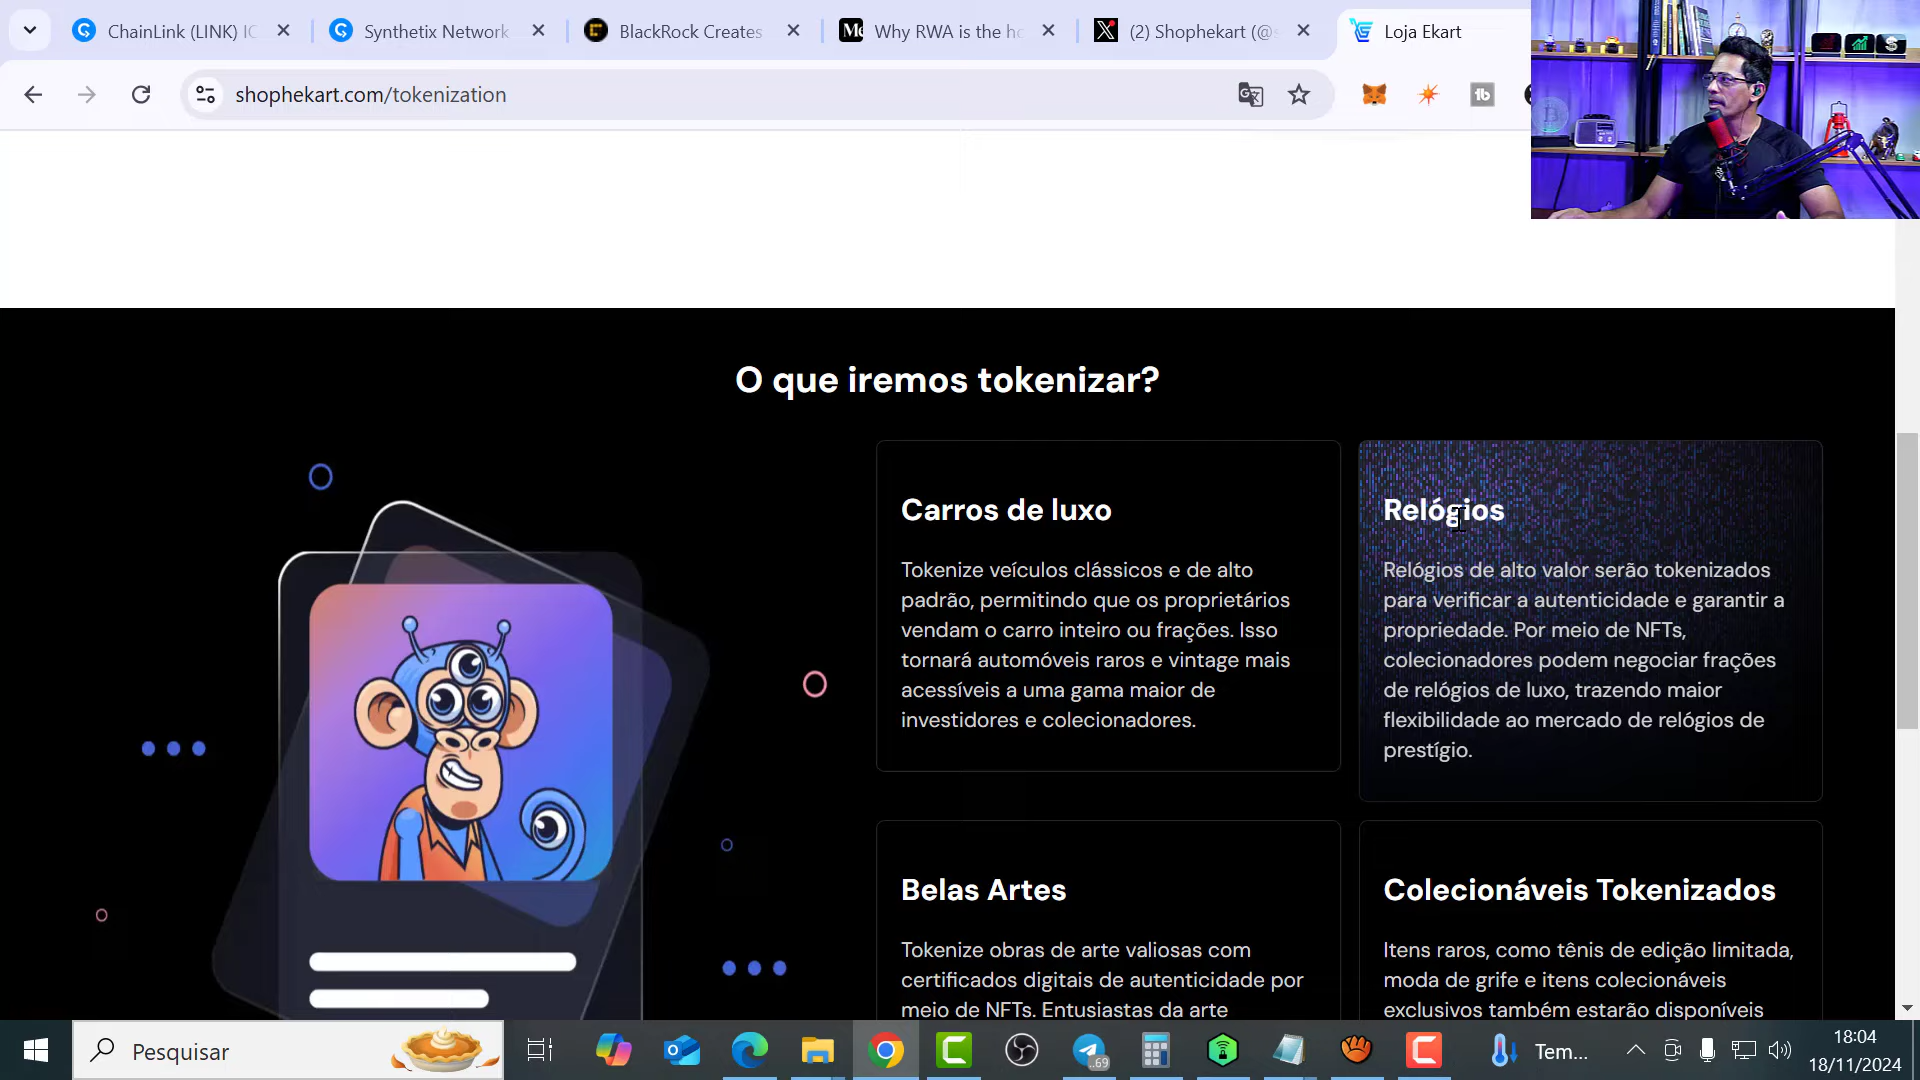 ChainLink (LINK) IC
Synthetix Network
BlackRock Creates
Why RWA is the ho
(2) Shophekart (@s
Loja Ekart
shophekart.com/tokenization
O que iremos tokenizar?
Carros de luxo
Tokenize veículos clássicos e de alto
padrão, permitindo que os proprietários
vendam o carro inteiro ou frações. Isso
tornará automóveis raros e vintage mais
acessíveis a uma gama maior de
investidores e colecionadores.
Relógios
Relógios de alto valor serão tokenizados
para verificar a autenticidade e garantir a
propriedade. Por meio de NFTs,
colecionadores podem negociar frações
de relógios de luxo, trazendo maior
flexibilidade ao mercado de relógios de
prestígio.
Belas Artes
Tokenize obras de arte valiosas com
certificados digitais de autenticidade por
meio de NFTs. Entusiastas da arte
Colecionáveis Tokenizados
Itens raros, como tênis de edição limitada,
moda de grife e itens colecionáveis
exclusivos também estarão disponíveis
Pesquisar
Tem...
18:04
18/11/2024